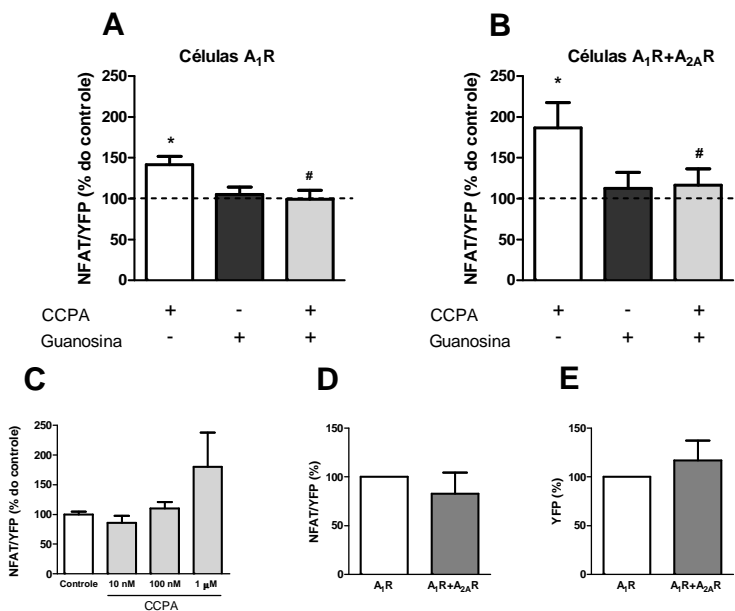 A
Células A₁R
NFAT/YFP (% do controle)
250
200
150
100
50
0
*
#
CCPA + - +
Guanosina - + +
B
Células A₁R+A₂ₐR
NFAT/YFP (% do controle)
250
200
150
100
50
0
*
#
CCPA + - +
Guanosina - + +
C
NFAT/YFP (% do controle)
250
200
150
100
50
0
Controle 10 nM 100 nM 1 μM
CCPA
D
NFAT/YFP (%)
150
100
50
0
A₁R A₁R+A₂ₐR
E
YFP (%)
150
100
50
0
A₁R A₁R+A₂ₐR